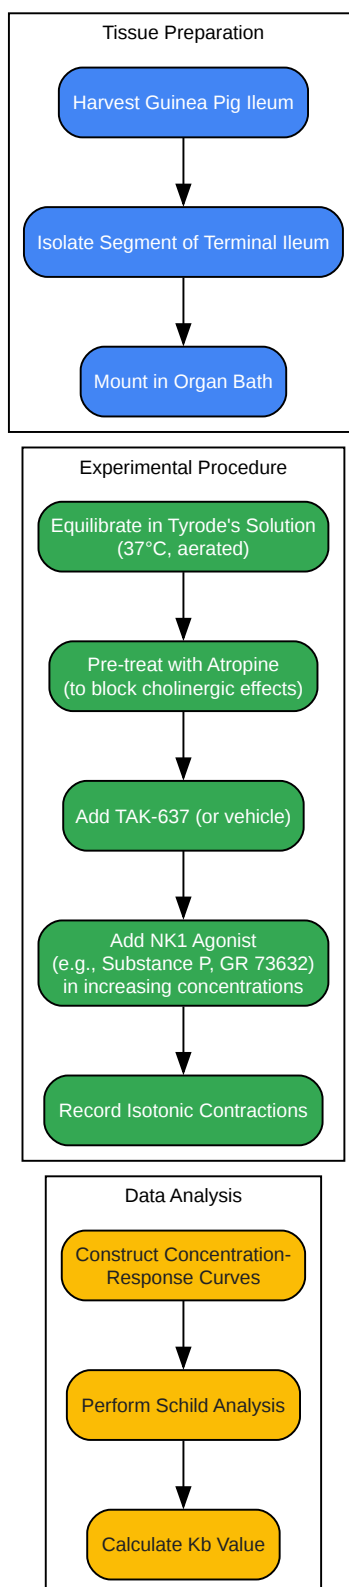 Tissue Preparation
Harvest Guinea Pig Ileum
Isolate Segment of Terminal Ileum
Mount in Organ Bath
Experimental Procedure
Equilibrate in Tyrode's Solution
(37°C, aerated)
Pre-treat with Atropine
(to block cholinergic effects)
Add TAK-637 (or vehicle)
Add NK1 Agonist
(e.g., Substance P, GR 73632)
in increasing concentrations
Record Isotonic Contractions
Data Analysis
Construct Concentration-
Response Curves
Perform Schild Analysis
Calculate Kb Value